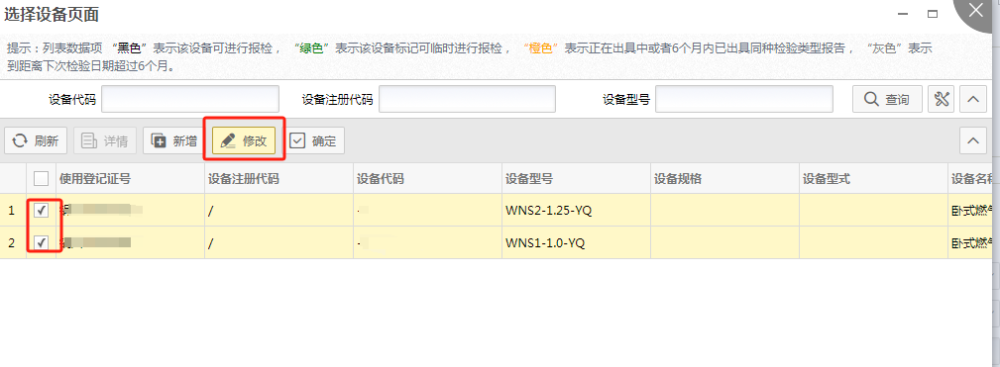 选择设备页面
提示：列表数据项 “黑色”表示该设备可进行报检， “绿色”表示该设备标记可临时进行报检， “橙色”表示正在出具中或者6个月内已出具同种检验类型报告， “灰色”表示
到距离下次检验日期超过6个月。
设备代码 设备注册代码 设备型号 查询
刷新 详情 新增 修改 确定
使用登记证号 设备注册代码 设备代码 设备型号 设备规格 设备型式 设备名称
1 / - WNS2-1.25-YQ 卧式燃气
2 / - WNS1-1.0-YQ 卧式燃气